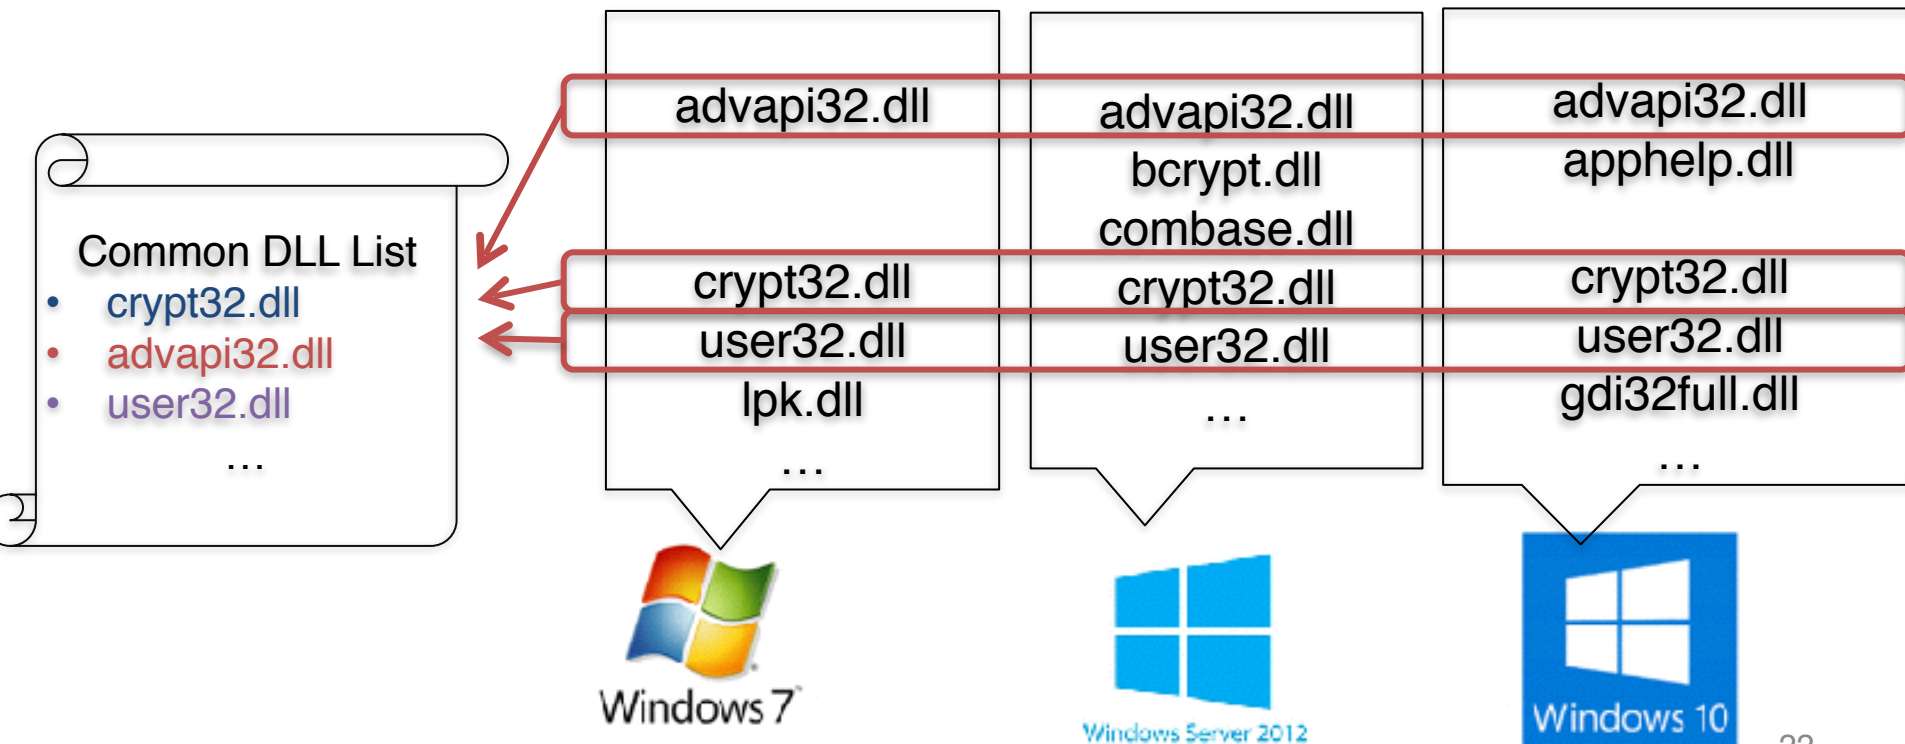 Common DLL List
• crypt32.dll
• advapi32.dll
• user32.dll
…
advapi32.dll
crypt32.dll
user32.dll
lpk.dll
…
Windows 7
advapi32.dll
bcrypt.dll
combase.dll
crypt32.dll
user32.dll
…
Windows Server 2012
advapi32.dll
apphelp.dll
crypt32.dll
user32.dll
gdi32full.dll
…
Windows 10